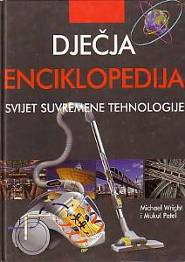 DJEČJA
ENCIKLOPEDIJA
SVIJET SUVREMENE TEHNOLOGIJE
Michael Wright
i Mukul Patel